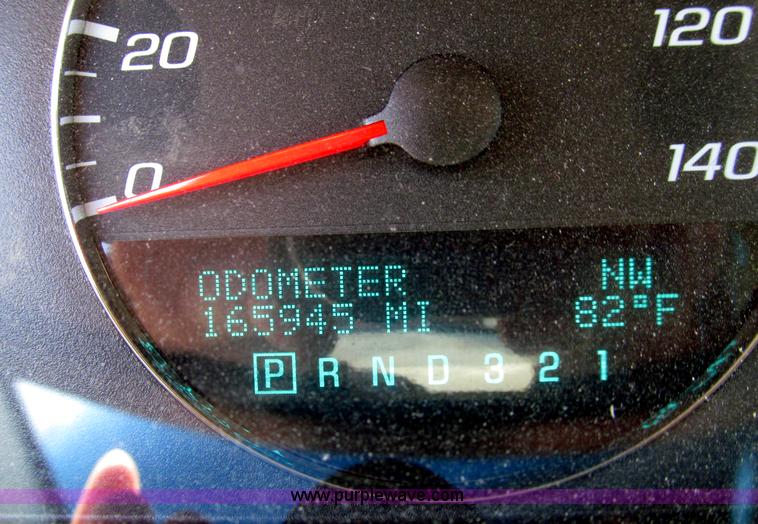 20
120
0
140
ODOMETER NW
165945 MI 82°F
P R N D 3 2 1
www.purplewave.com